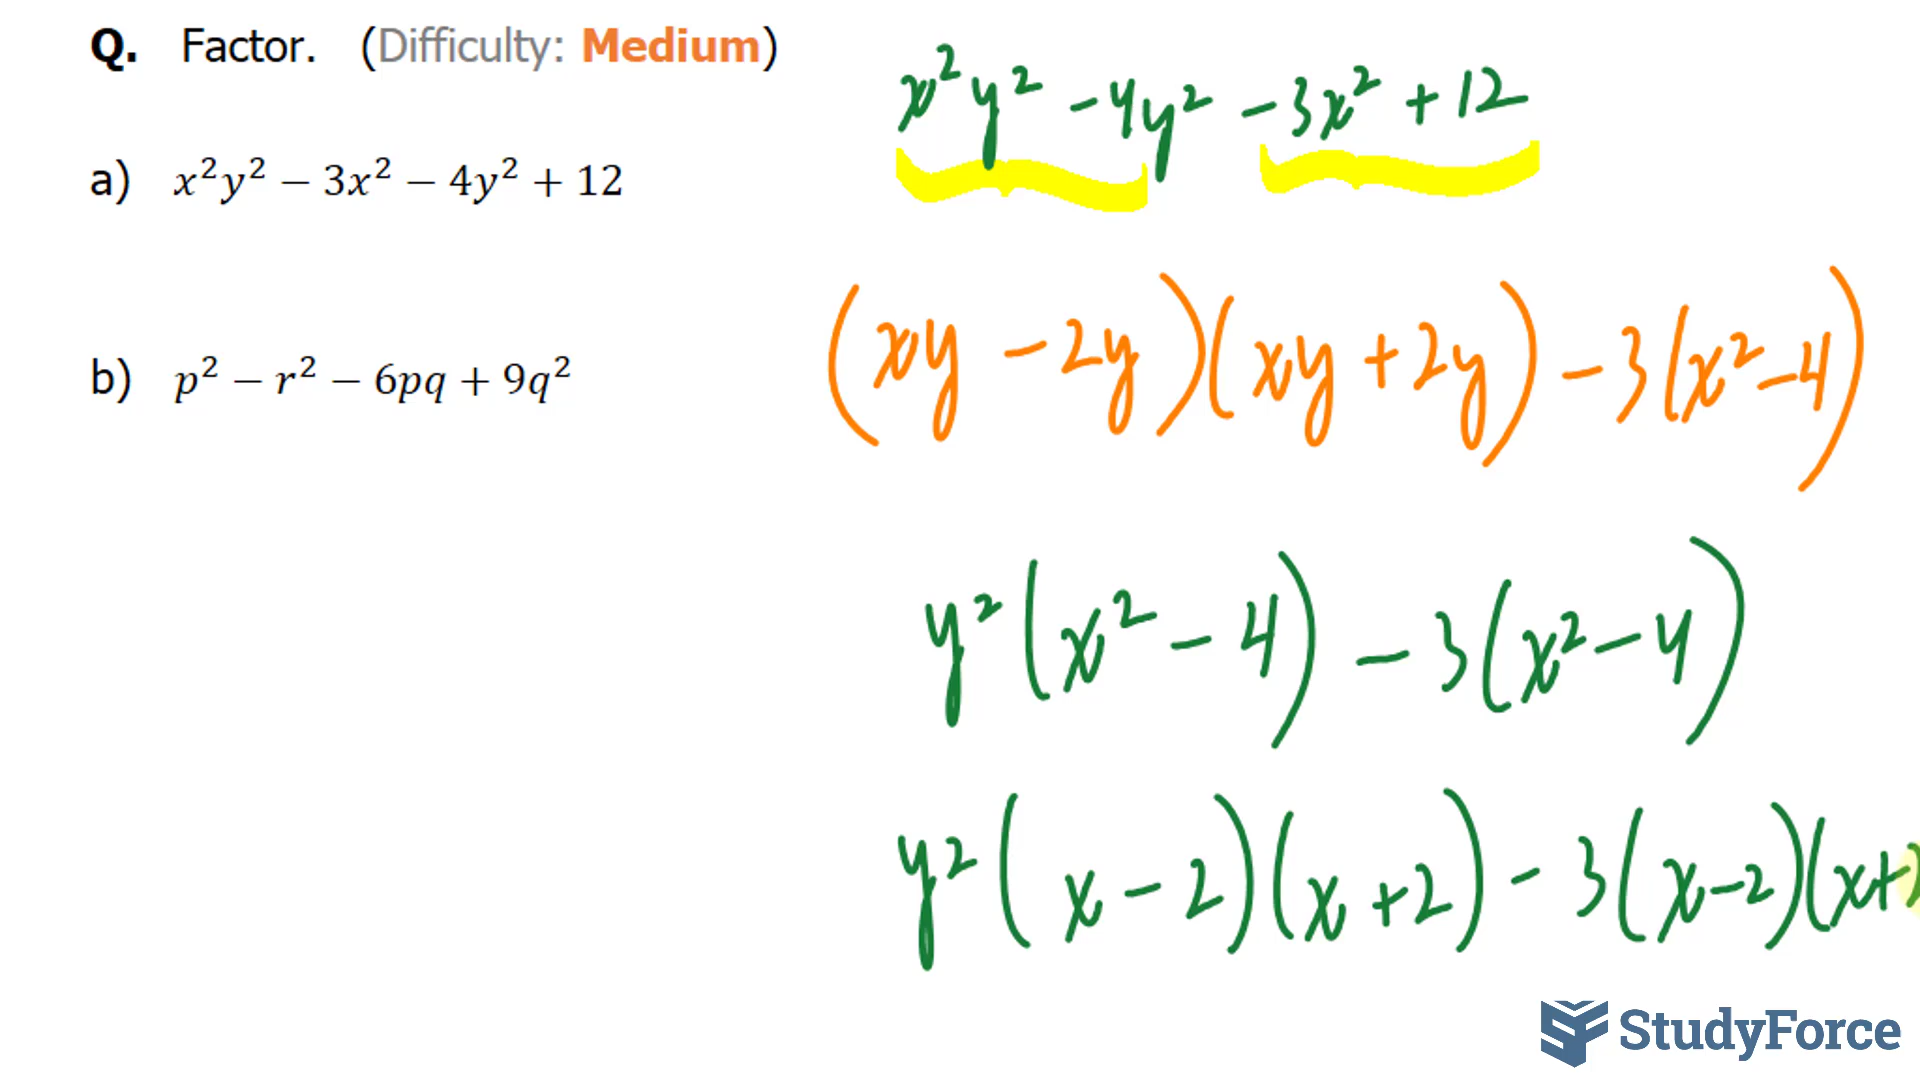 Q. Factor. (Difficulty: Medium)
a) x²y² − 3x² − 4y² + 12
b) p² − r² − 6pq + 9q²
x²y² − 4y² − 3x² + 12
(xy − 2y)(xy + 2y) − 3(x² − 4)
y²(x² − 4) − 3(x² − 4)
y²(x − 2)(x + 2) − 3(x − 2)(x +
StudyForce